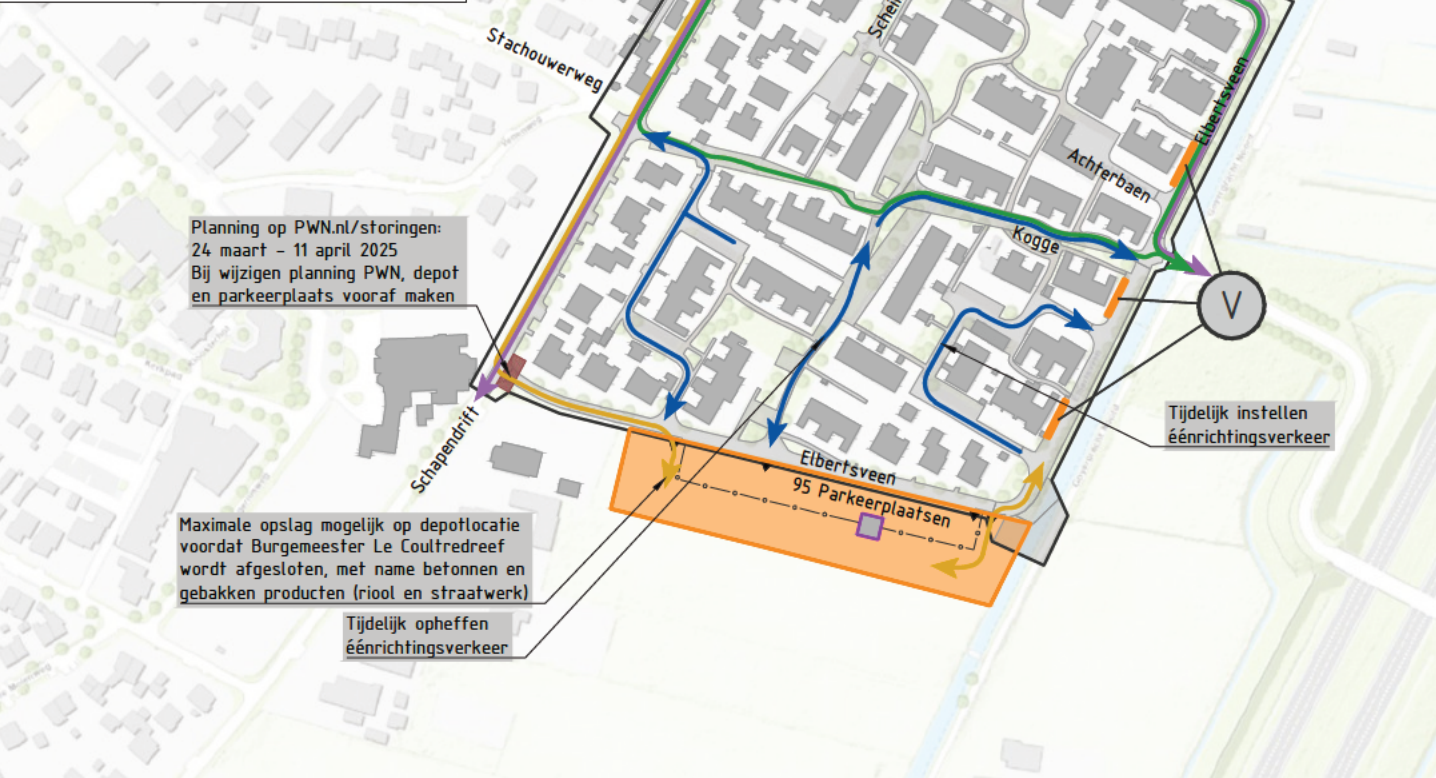 Stachouwerweg
Elbertsveen
Achterbaen
Kogge
Planning op PWN.nl/storingen:
24 maart - 11 april 2025
Bij wijzigen planning PWN, depot
en parkeerplaats vooraf maken
V
Kerkpad
Schapendrift
Tijdelijk instellen
éénrichtingsverkeer
Elbertsveen
95 Parkeerplaatsen
Maximale opslag mogelijk op depotlocatie
voordat Burgemeester Le Coultredreef
wordt afgesloten, met name betonnen en
gebakken producten (riool en straatwerk)
Tijdelijk opheffen
éénrichtingsverkeer